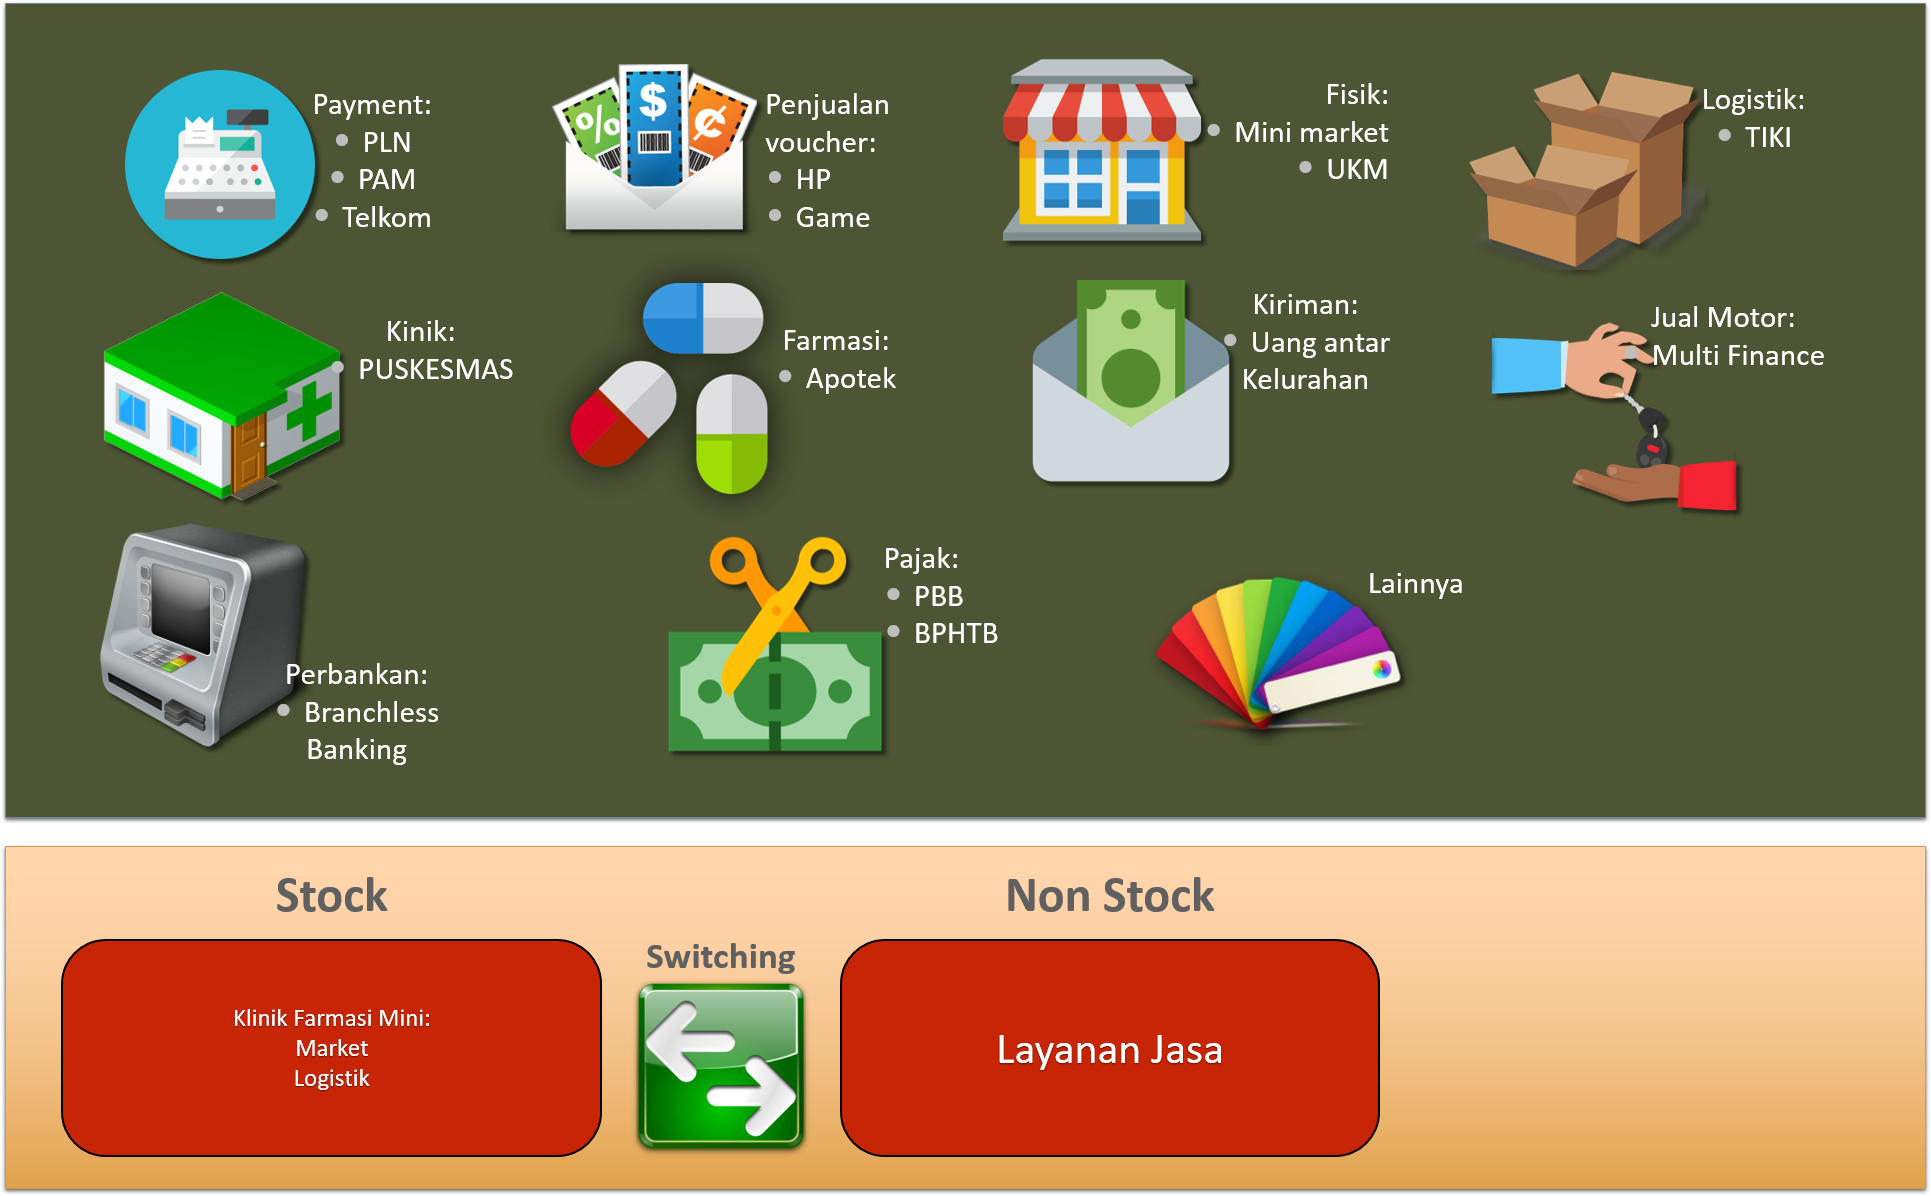 Payment:
PLN
PAM
Telkom
% $ ¢
Penjualan
voucher:
HP
Game
Fisik:
Mini market
UKM
Logistik:
TIKI
Kinik:
PUSKESMAS
Farmasi:
Apotek
Kiriman:
Uang antar
Kelurahan
Jual Motor:
Multi Finance
Perbankan:
Branchless
Banking
Pajak:
PBB
BPHTB
Lainnya
Stock
Klinik Farmasi Mini:
Market
Logistik
Switching
Non Stock
Layanan Jasa